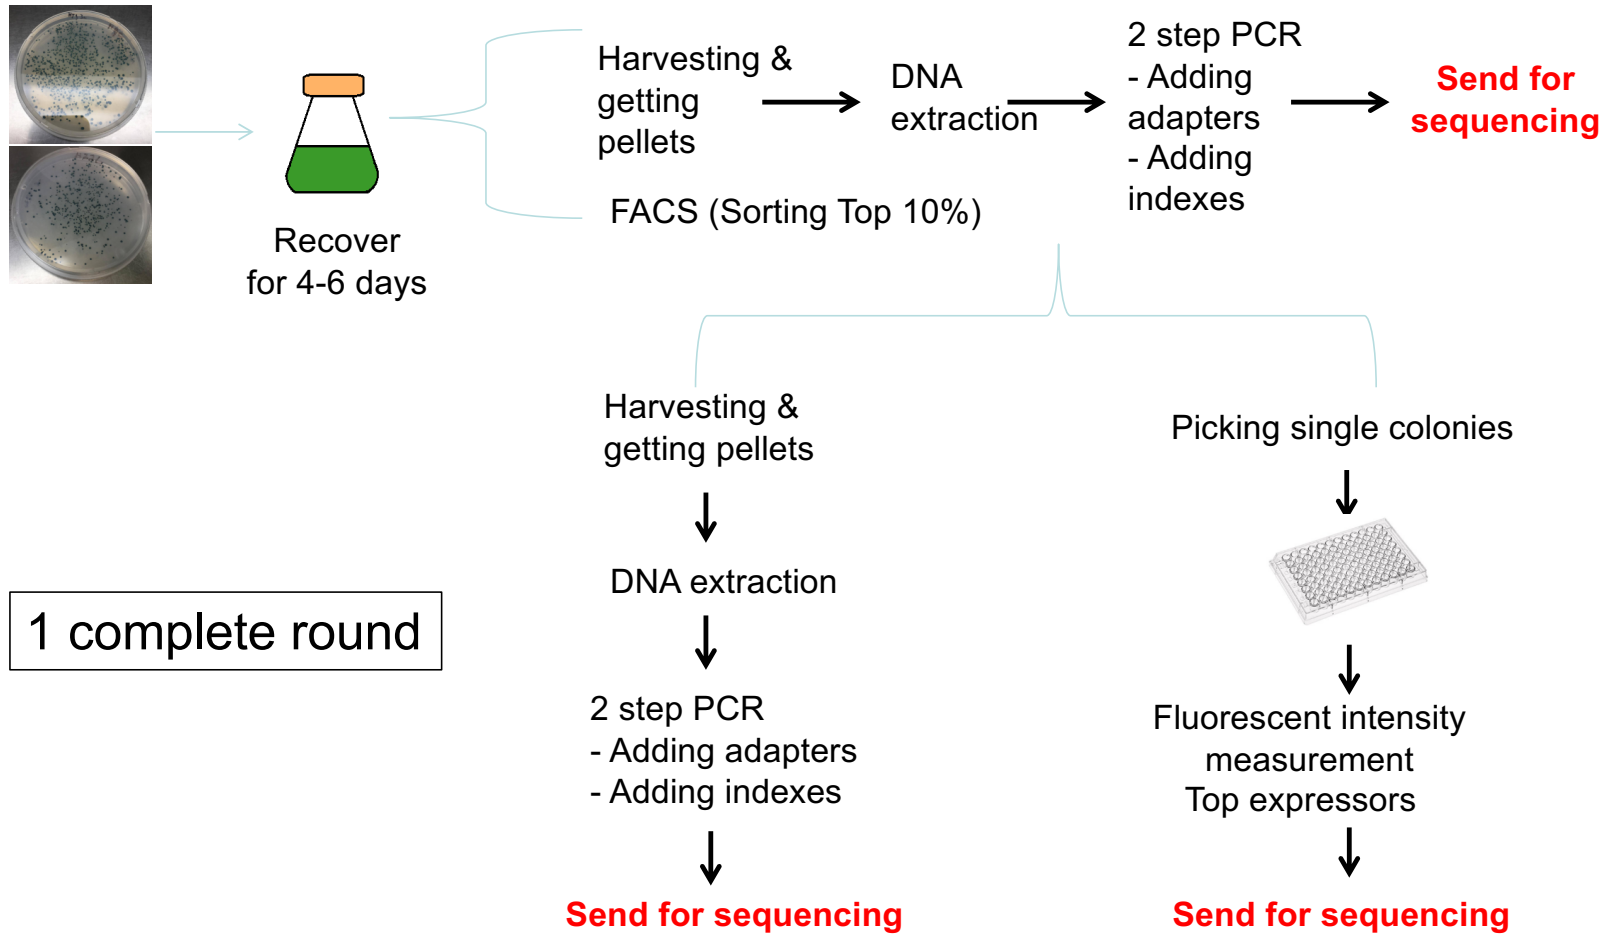 Harvesting &
getting
pellets
DNA
extraction
2 step PCR
- Adding
adapters
- Adding
indexes
Send for
sequencing
Recover
for 4-6 days
FACS (Sorting Top 10%)
Harvesting &
getting pellets
DNA extraction
2 step PCR
- Adding adapters
- Adding indexes
Send for sequencing
Picking single colonies
Fluorescent intensity
measurement
Top expressors
Send for sequencing
1 complete round